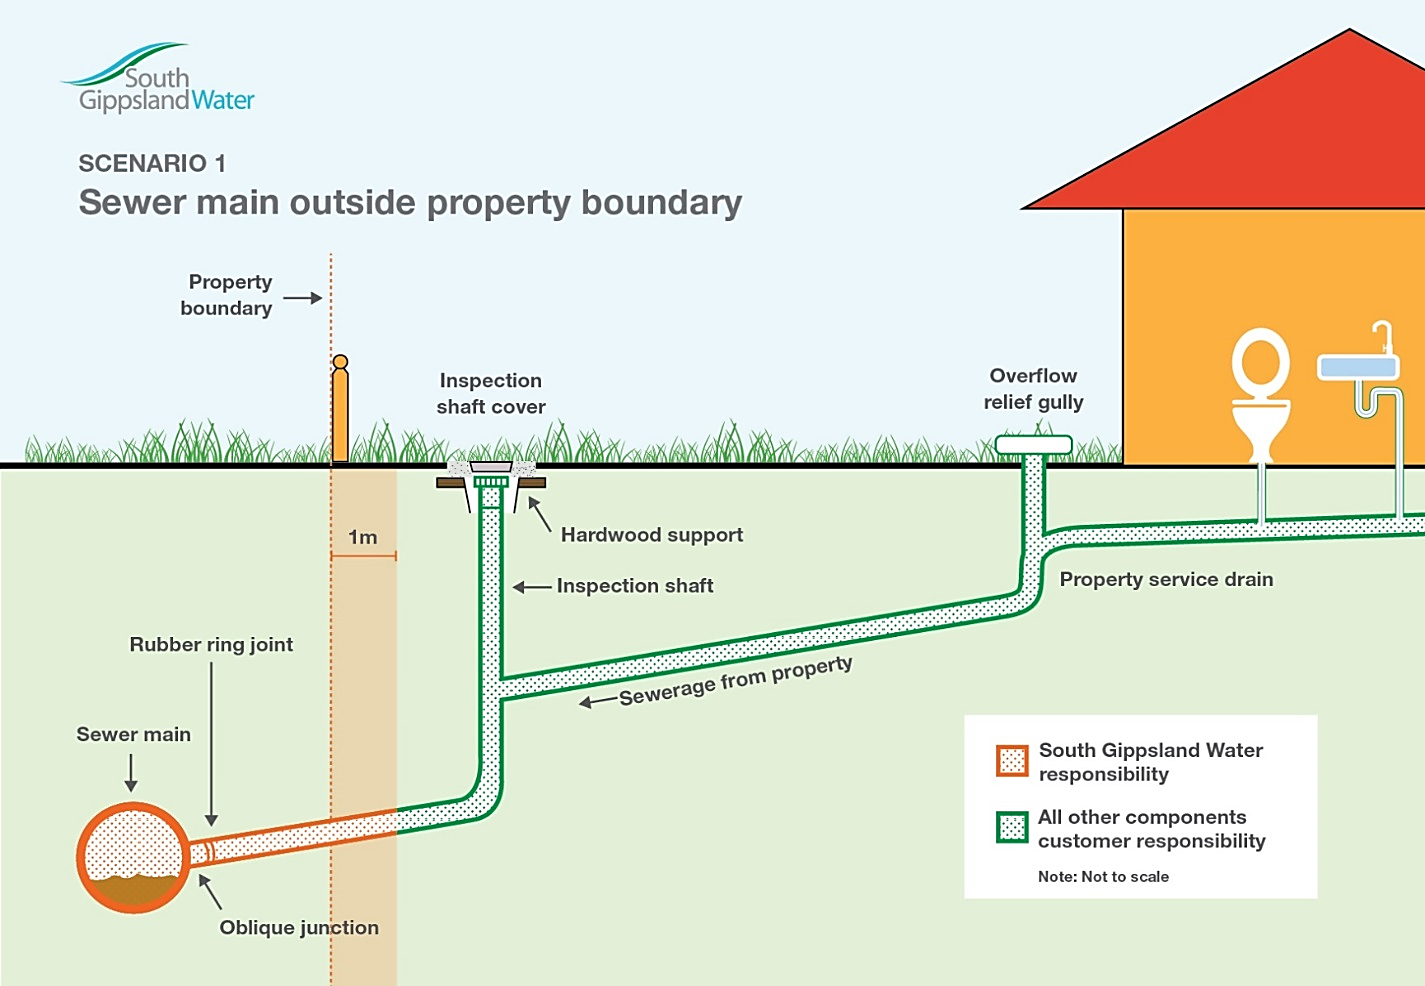 South
Gippsland Water
SCENARIO 1
Sewer main outside property boundary
Property
boundary
Inspection
shaft cover
Overflow
relief gully
1m
Hardwood support
Inspection shaft
Property service drain
Rubber ring joint
Sewerage from property
Sewer main
Oblique junction
South Gippsland Water
responsibility
All other components
customer responsibility
Note: Not to scale